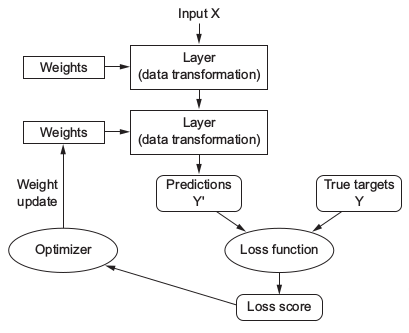 Input X
Layer
(data transformation)
Weights
Layer
(data transformation)
Weights
Predictions
Y'
True targets
Y
Weight
update
Optimizer
Loss function
Loss score